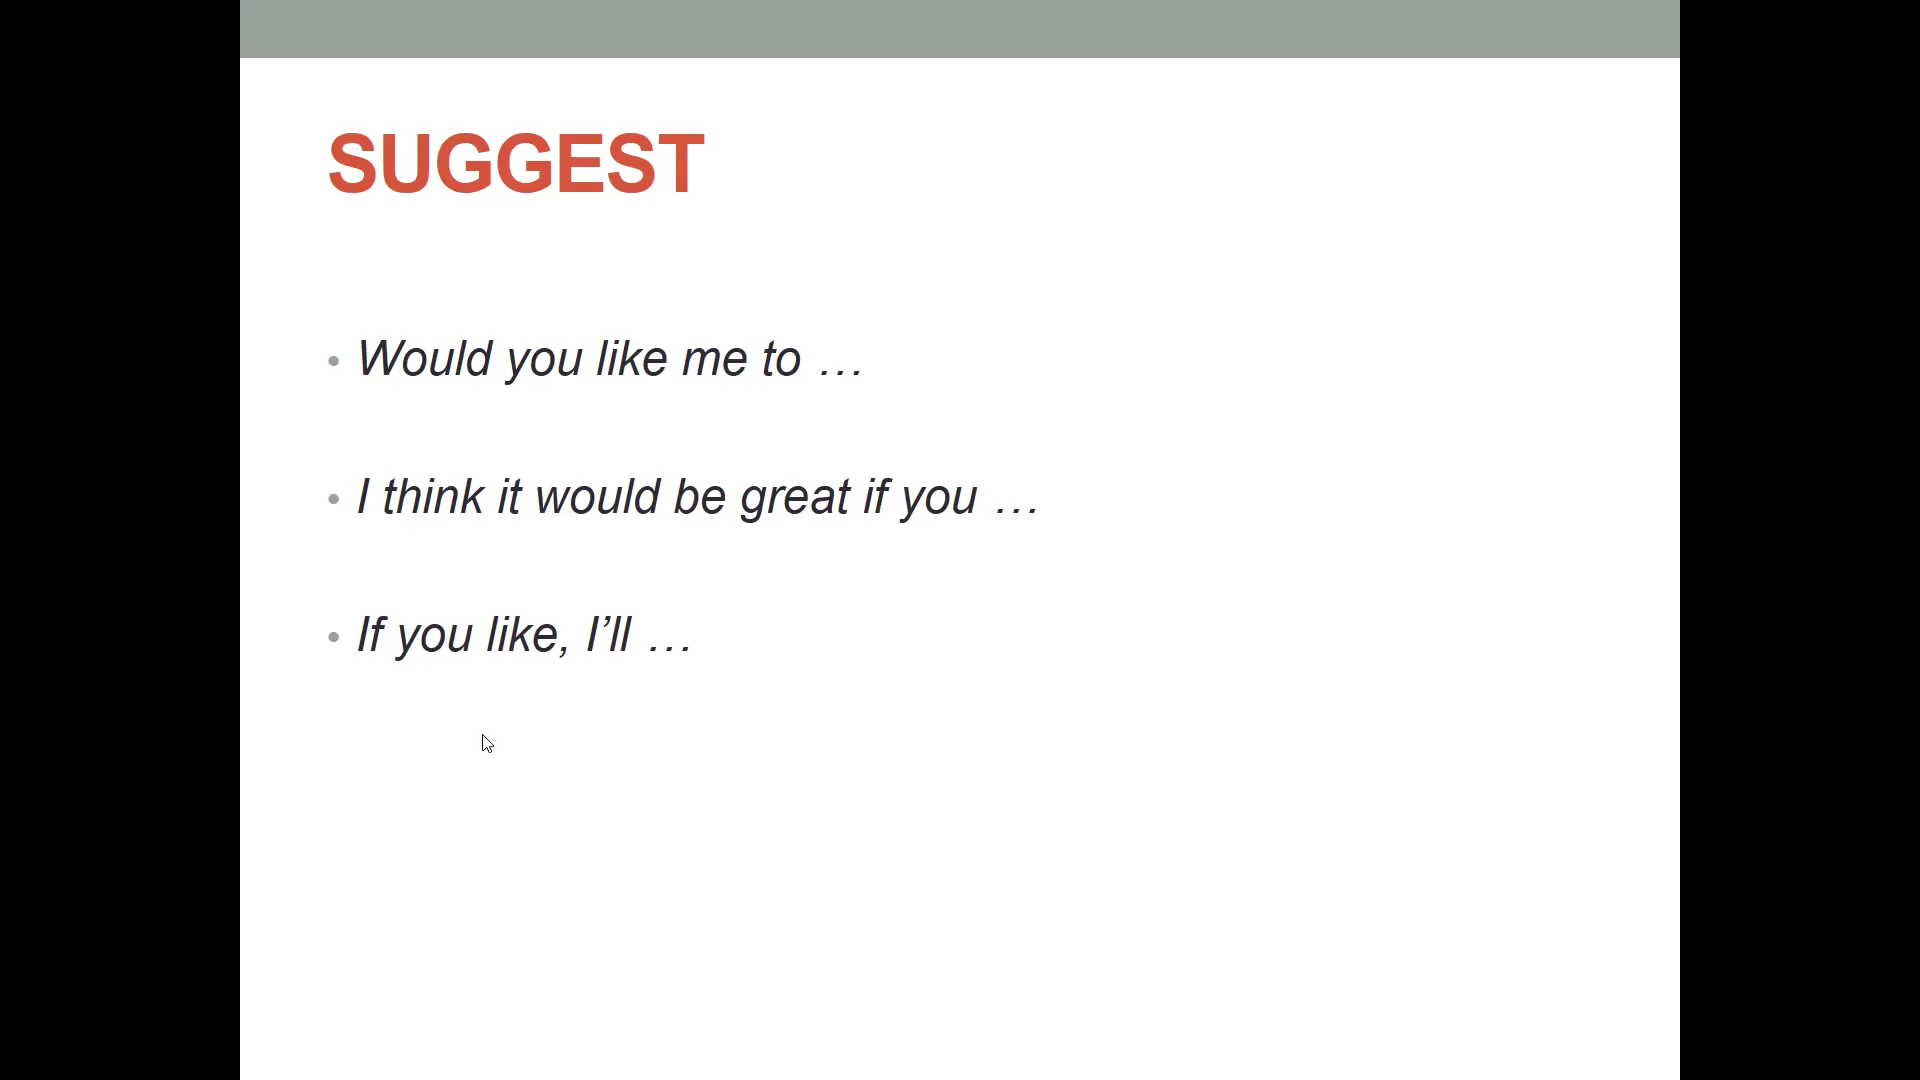 SUGGEST
• Would you like me to …
• I think it would be great if you …
• If you like, I’ll …